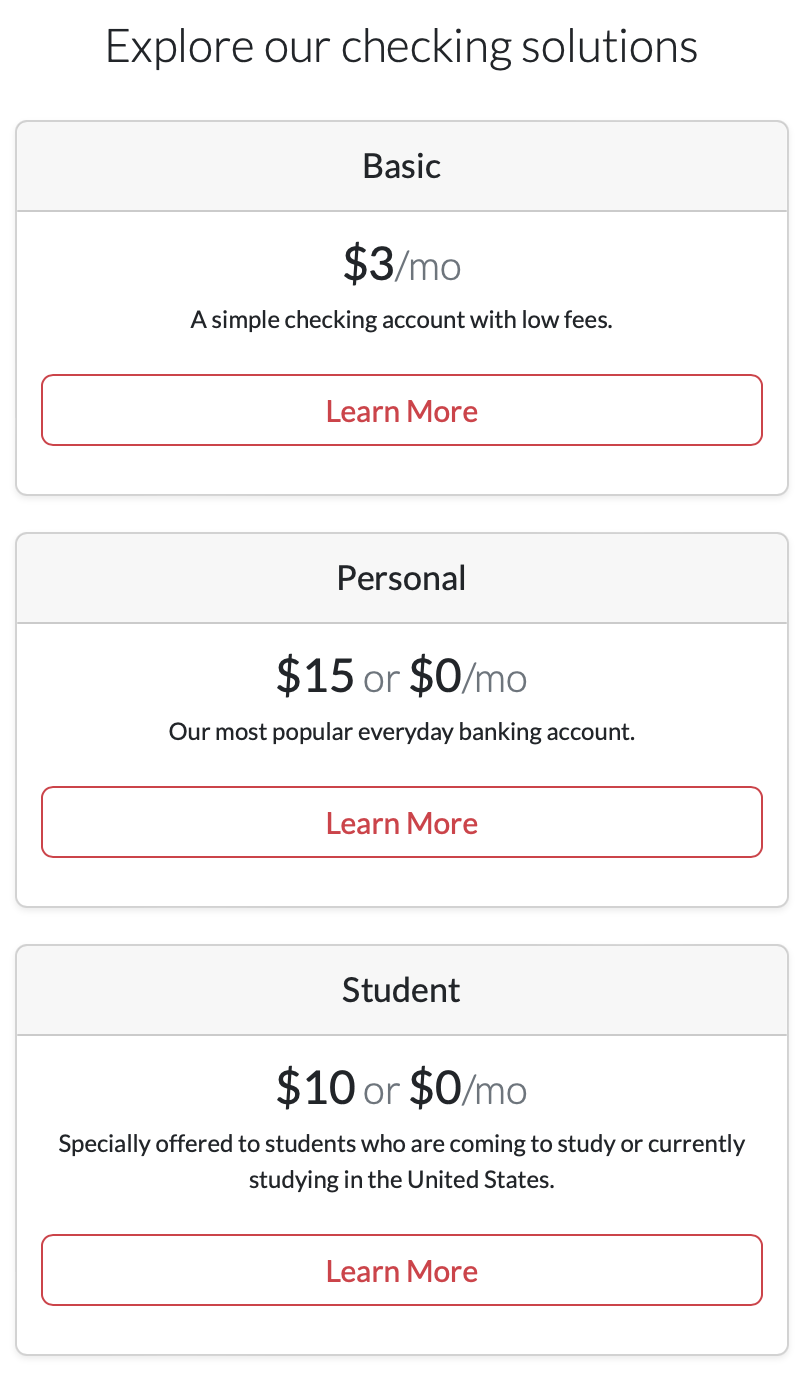 Explore our checking solutions
Basic
$3/mo
A simple checking account with low fees.
Learn More
Personal
$15 or $0/mo
Our most popular everyday banking account.
Learn More
Student
$10 or $0/mo
Specially offered to students who are coming to study or currently
studying in the United States.
Learn More